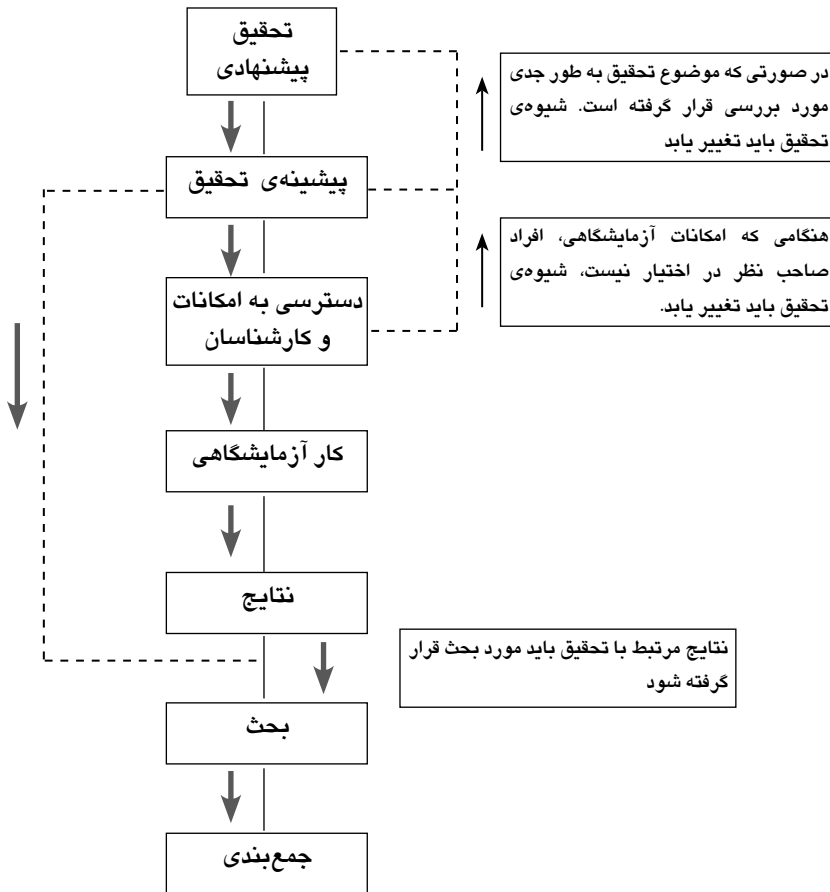 تحقیق
پیشنهادی
در صورتی که موضوع تحقیق به طور جدی
مورد بررسی قرار گرفته است. شیوه‌ی
تحقیق باید تغییر یابد
پیشینه‌ی تحقیق
هنگامی که امکانات آزمایشگاهی، افراد
صاحب نظر در اختیار نیست، شیوه‌ی
تحقیق باید تغییر یابد.
دسترسی به امکانات
و کارشناسان
کار آزمایشگاهی
نتایج
نتایج مرتبط با تحقیق باید مورد بحث قرار
گرفته شود
بحث
جمع‌بندی